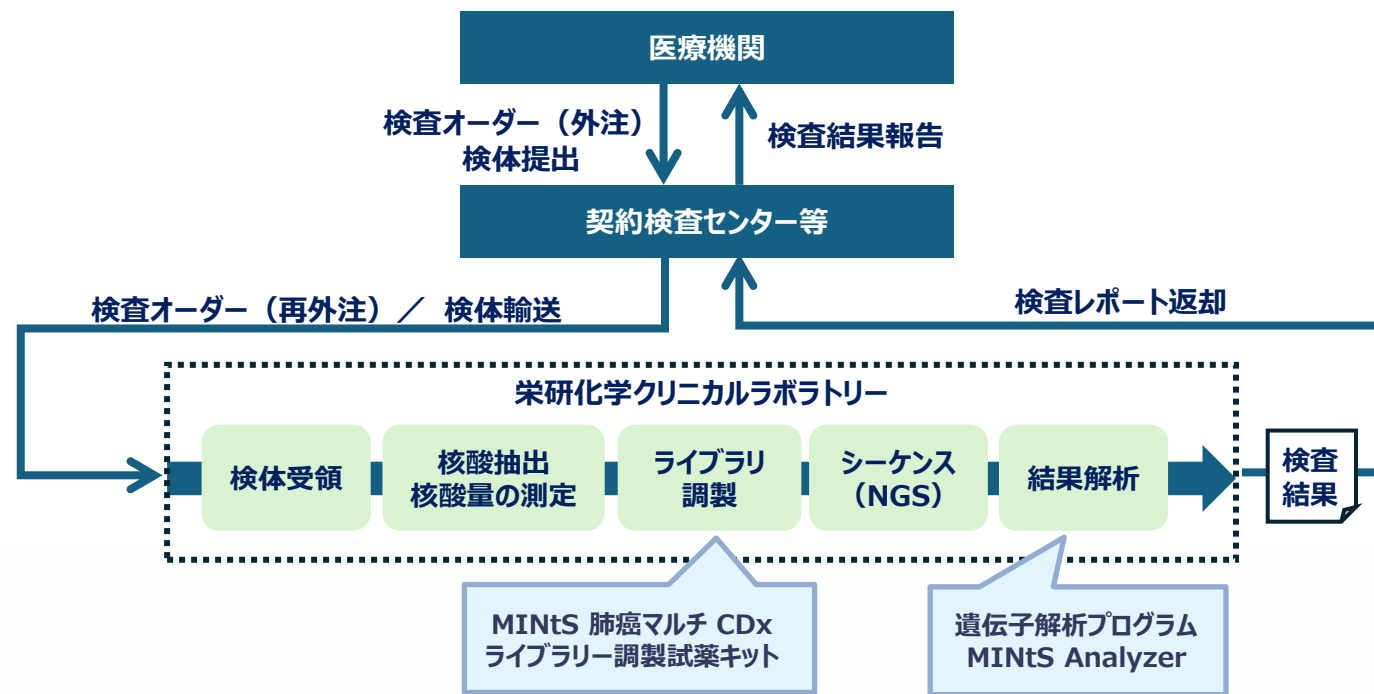 医療機関
検査オーダー（外注）
検体提出
検査結果報告
契約検査センター等
検査オーダー（再外注）／ 検体輸送
検査レポート返却
栄研化学クリニカルラボラトリー
検体受領
核酸抽出
核酸量の測定
ライブラリ
調製
シーケンス
（NGS）
結果解析
検査
結果
MINtS 肺癌マルチ CDx
ライブラリー調製試薬キット
遺伝子解析プログラム
MINtS Analyzer